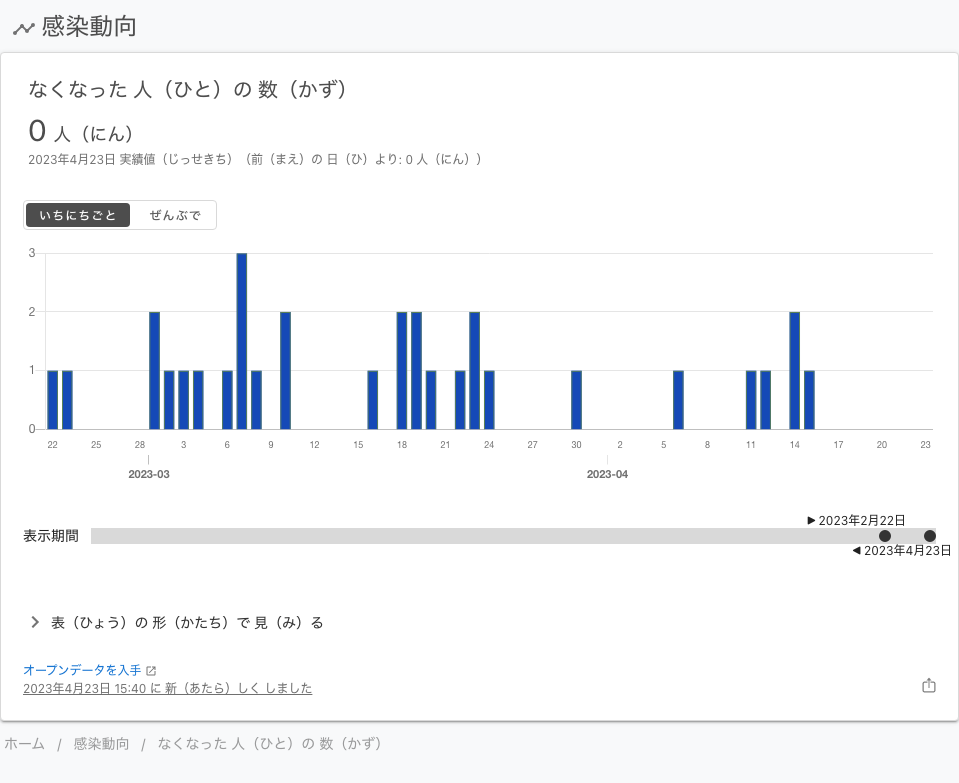 感染動向
なくなった 人（ひと）の 数（かず）
0 人（にん）
2023年4月23日 実績値（じっせきち）（前（まえ）の 日（ひ）より: 0 人（にん））
いちにちごと ぜんぶで
3
2
1
0
22 25 28 3 6 9 12 15 18 21 24 27 30 2 5 8 11 14 17 20 23
2023-03 2023-04
▶ 2023年2月22日
表示期間
◀ 2023年4月23日
表（ひょう）の 形（かたち）で 見（み）る
オープンデータを入手
2023年4月23日 15:40 に 新（あたら）しく しました
ホーム / 感染動向 / なくなった 人（ひと）の 数（かず）